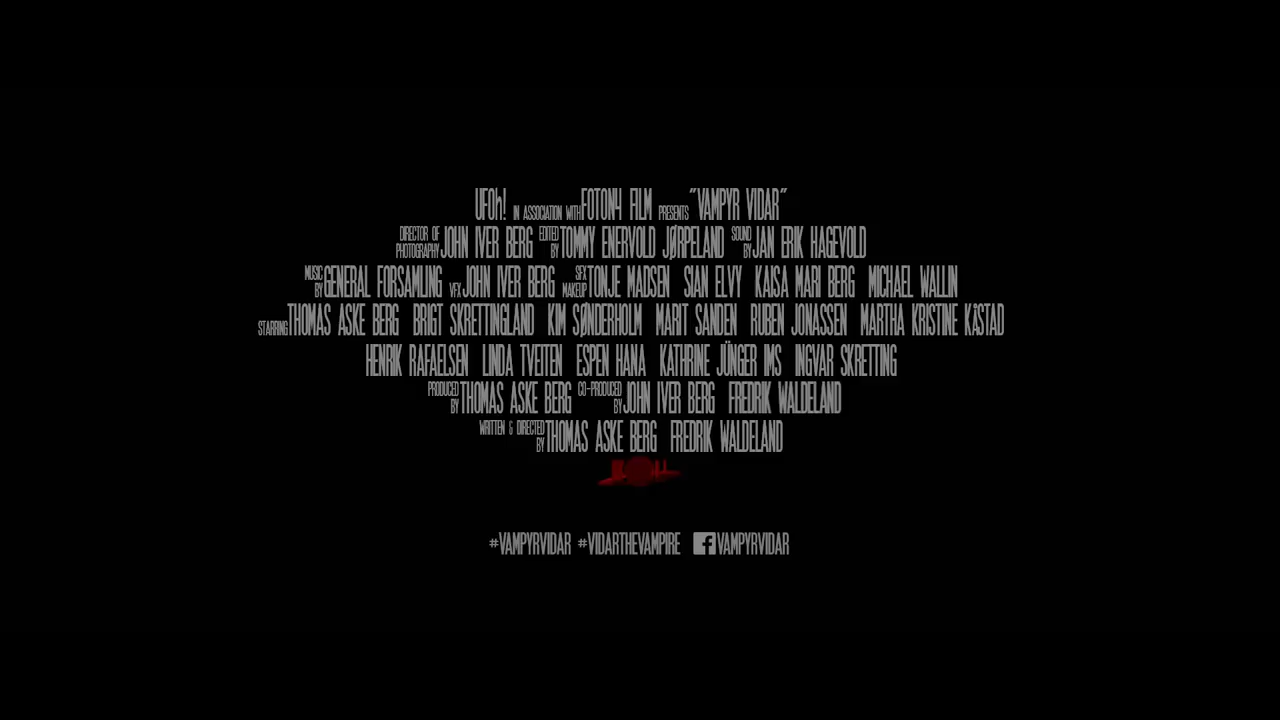 UFOh! IN ASSOCIATION WITH FOTON4 FILM PRESENTS "VAMPYR VIDAR"
DIRECTOR OF PHOTOGRAPHY JOHN IVER BERG EDITED BY TOMMY ENERVOLD JØRPELAND SOUND BY JAN ERIK HAGEVOLD
MUSIC BY GENERAL FORSAMLING VFX JOHN IVER BERG SFX MAKEUP TONJE MADSEN SIAN ELVY KAISA MARI BERG MICHAEL WALLIN
STARRING THOMAS ASKE BERG BRIGT SKRETTINGLAND KIM SØNDERHOLM MARIT SANDEN RUBEN JONASSEN MARTHA KRISTINE KÅSTAD
HENRIK RAFAELSEN LINDA TVEITEN ESPEN HANA KATHRINE JÜNGER IMS INGVAR SKRETTING
PRODUCED BY THOMAS ASKE BERG CO-PRODUCED BY JOHN IVER BERG FREDRIK WALDELAND
WRITTEN & DIRECTED BY THOMAS ASKE BERG FREDRIK WALDELAND
#VAMPYRVIDAR #VIDARTHEVAMPIRE VAMPYRVIDAR